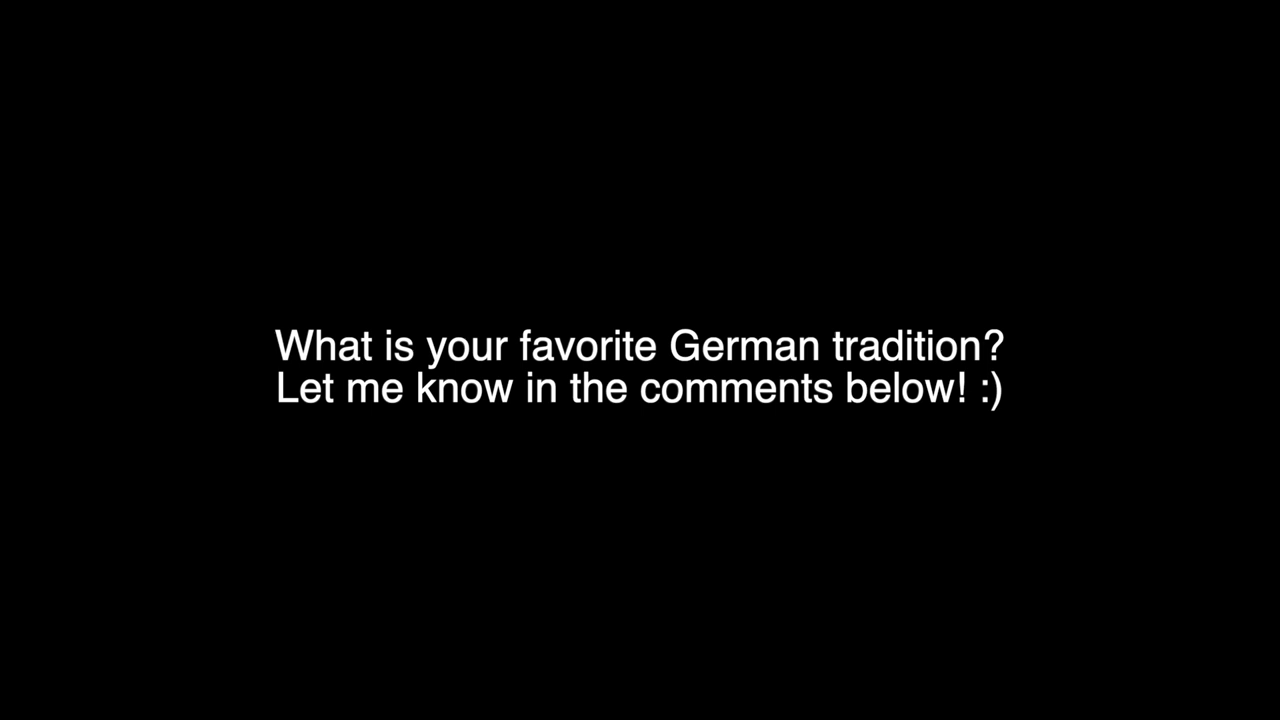 What is your favorite German tradition?
Let me know in the comments below! :)